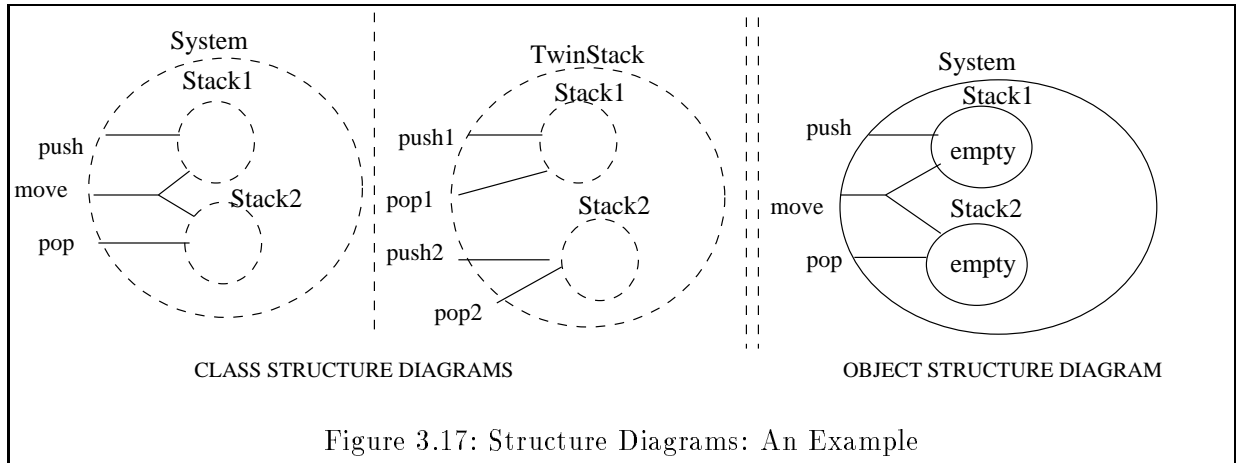 System
Stack1
push
move
Stack2
pop
TwinStack
Stack1
push1
pop1
Stack2
push2
pop2
System
Stack1
push
empty
move
Stack2
pop
empty
CLASS STRUCTURE DIAGRAMS
OBJECT STRUCTURE DIAGRAM
Figure 3.17: Structure Diagrams: An Example